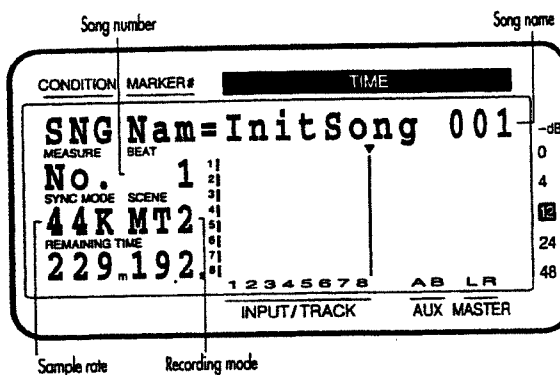 Song number
Song name
CONDITION MARKER# TIME
SNG Nam=InitSong 001
MEASURE BEAT
-dB
0
No. 1
4
SYNC MODE SCENE
44K MT2
12
REMAINING TIME
24
229m192s
48
1
2
3
4
5
6
7
8
1 2 3 4 5 6 7 8 A B L R
INPUT/TRACK AUX MASTER
Sample rate
Recording mode